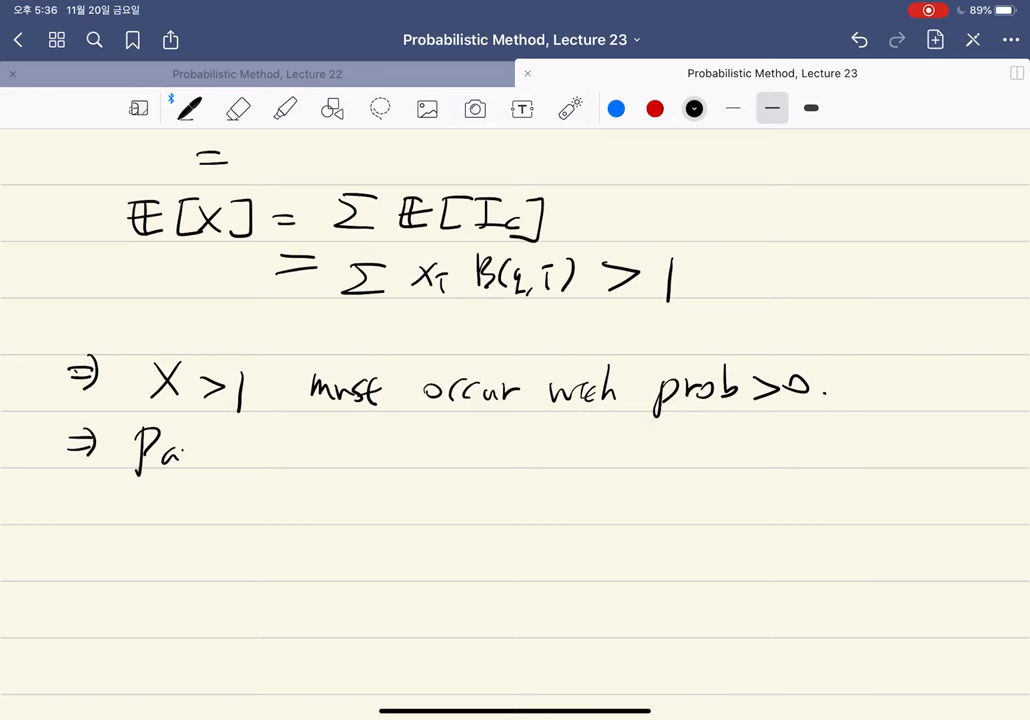 오후 5:36 11월 20일 금요일 89%
Probabilistic Method, Lecture 23
Probabilistic Method, Lecture 22 Probabilistic Method, Lecture 23
=
𝔼[X] = Σ 𝔼[I_C]
= Σ x_T B(q,T) > 1
⇒ X > 1 must occur with prob > 0.
⇒ Pa